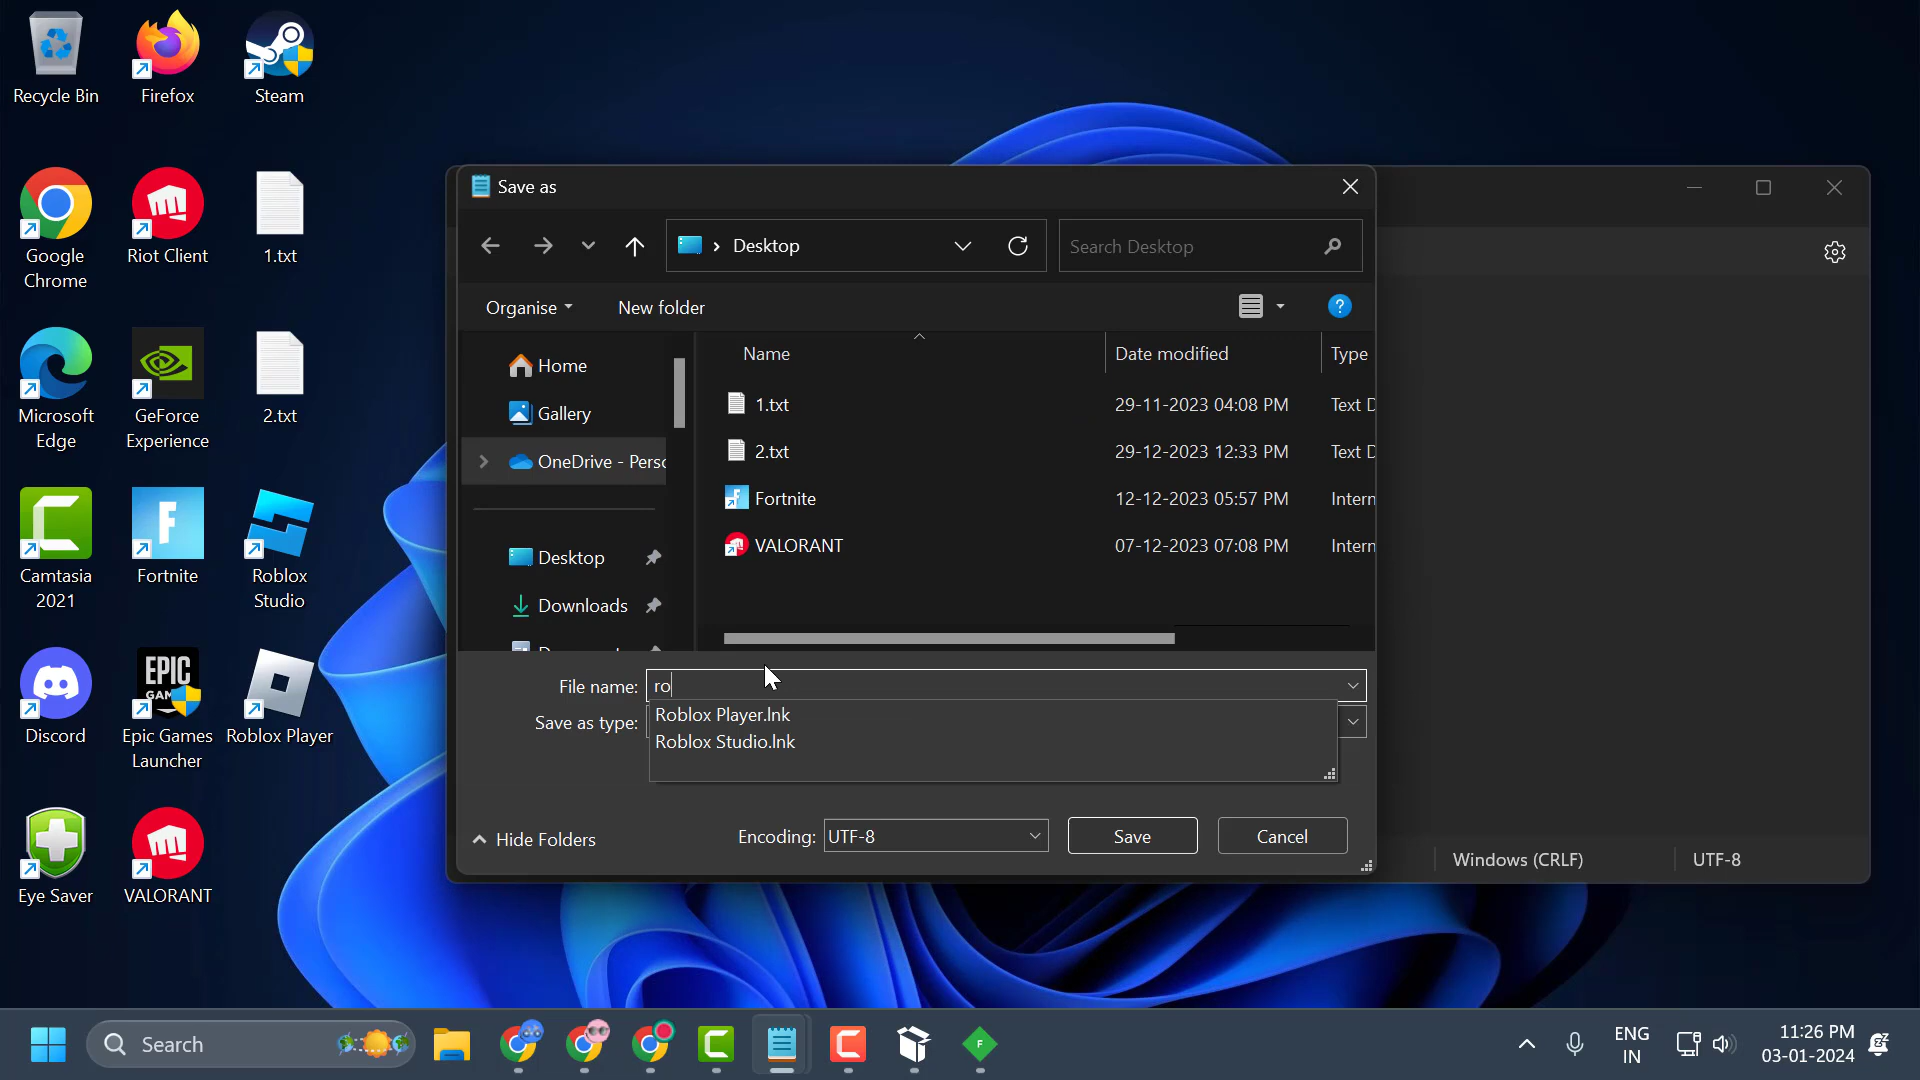 Recycle Bin
Firefox
Steam
Google
Chrome
Riot Client
1.txt
Microsoft
Edge
GeForce
Experience
2.txt
Camtasia
2021
Fortnite
Roblox
Studio
Discord
EPIC
GAM
Epic Games
Launcher
Roblox Player
Eye Saver
VALORANT
Save as
Desktop
Search Desktop
Organise
New folder
Home
Gallery
OneDrive - Perso
Desktop
Downloads
Name
Date modified
Type
1.txt
29-11-2023 04:08 PM
Text D
2.txt
29-12-2023 12:33 PM
Text D
Fortnite
12-12-2023 05:57 PM
Intern
VALORANT
07-12-2023 07:08 PM
Intern
File name: ro
Save as type:
Roblox Player.lnk
Roblox Studio.lnk
Hide Folders
Encoding: UTF-8
Save
Cancel
Windows (CRLF)
UTF-8
Search
ENG
IN
11:26 PM
03-01-2024